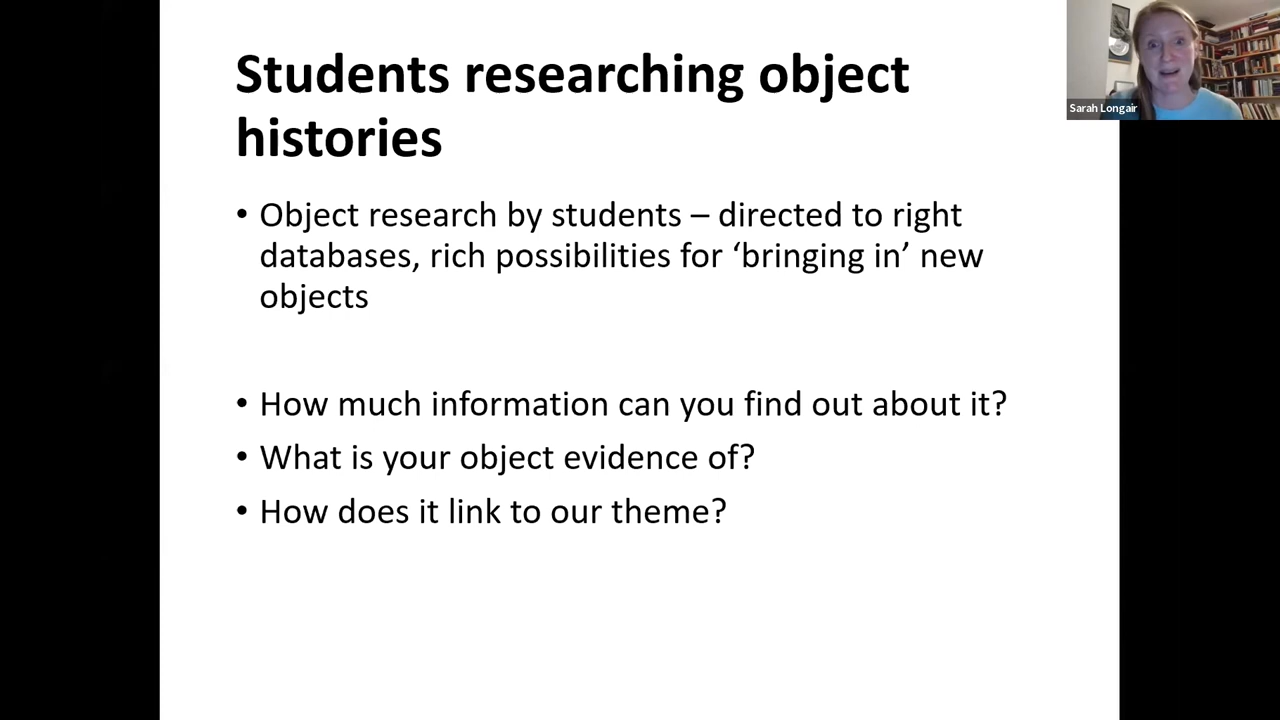 Students researching object
histories
• Object research by students – directed to right
databases, rich possibilities for ‘bringing in’ new
objects
• How much information can you find out about it?
• What is your object evidence of?
• How does it link to our theme?
Sarah Longair